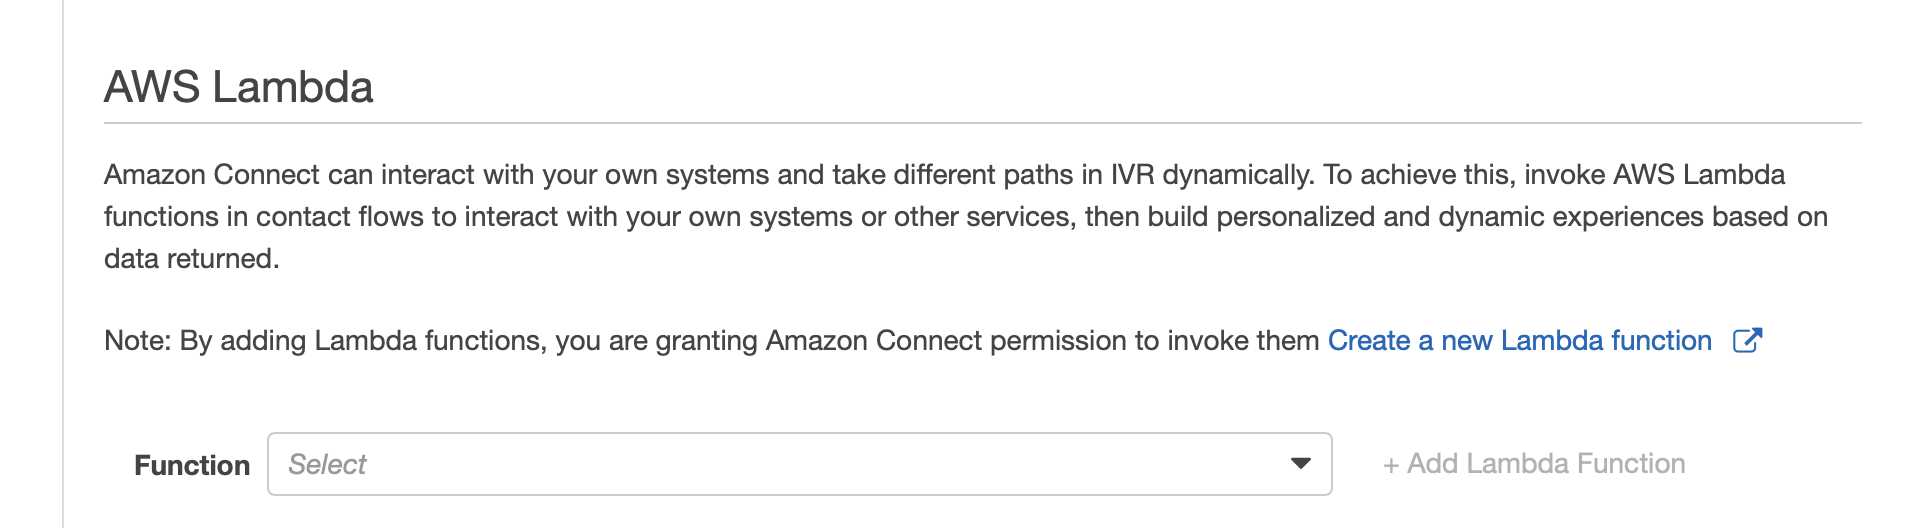 AWS Lambda
Amazon Connect can interact with your own systems and take different paths in IVR dynamically. To achieve this, invoke AWS Lambda
functions in contact flows to interact with your own systems or other services, then build personalized and dynamic experiences based on
data returned.
Note: By adding Lambda functions, you are granting Amazon Connect permission to invoke them Create a new Lambda function
Function Select + Add Lambda Function